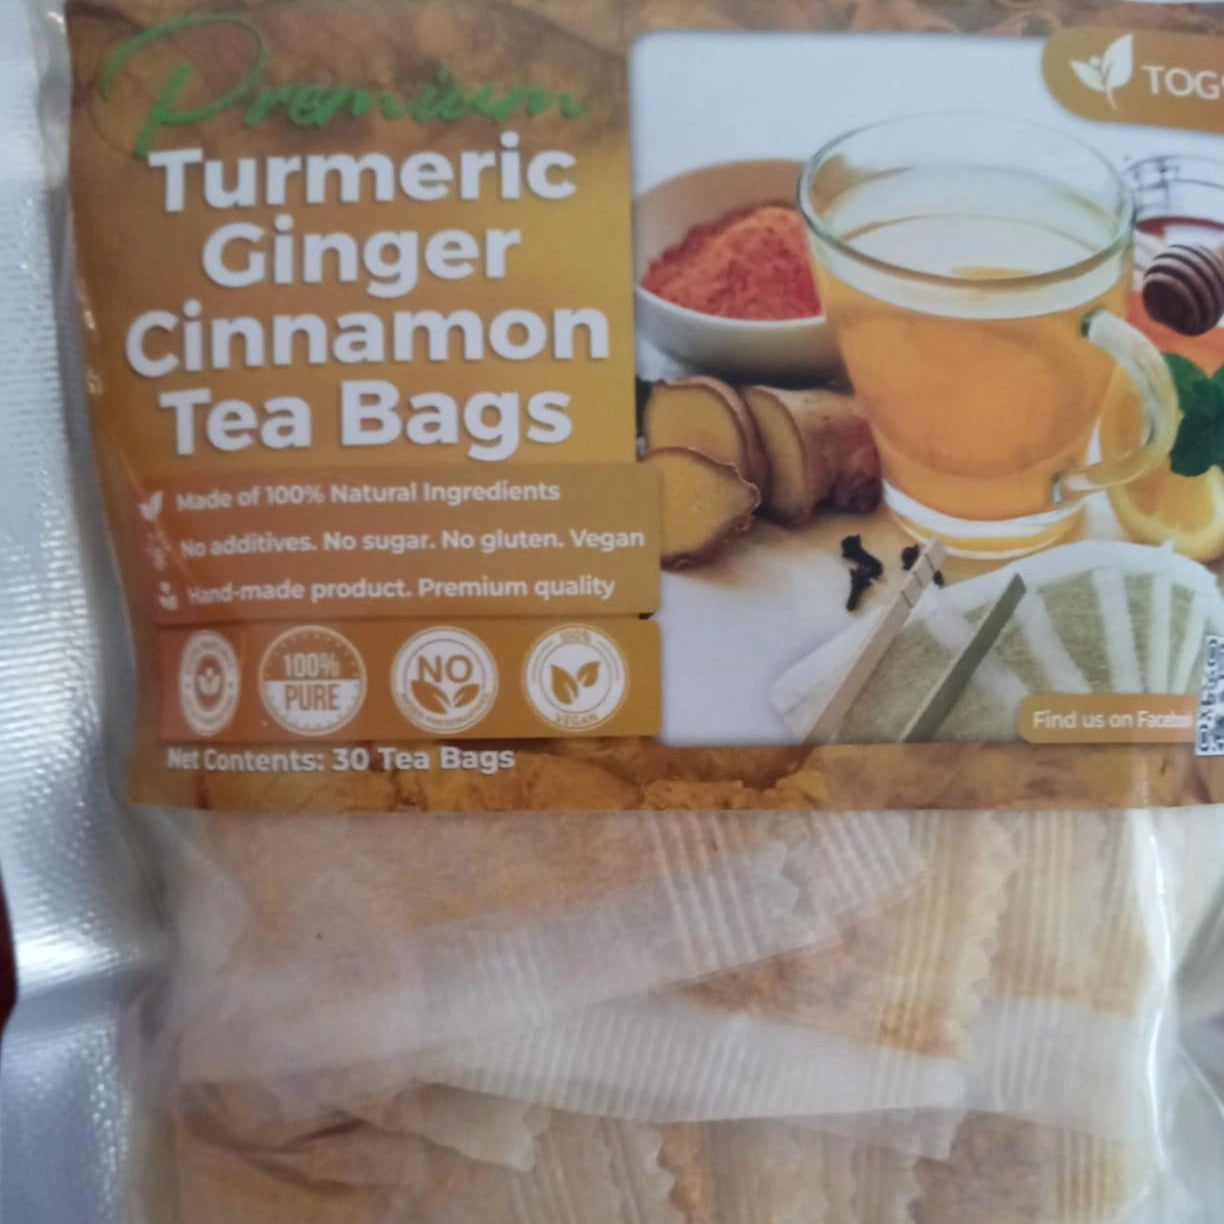 Premium
Turmeric
Ginger
Cinnamon
Tea Bags
Made of 100% Natural Ingredients
No additives. No sugar. No gluten. Vegan
Hand-made product. Premium quality
100%
PURE
NO
100%
VEGAN
Net Contents: 30 Tea Bags
TOG
Find us on Facebook